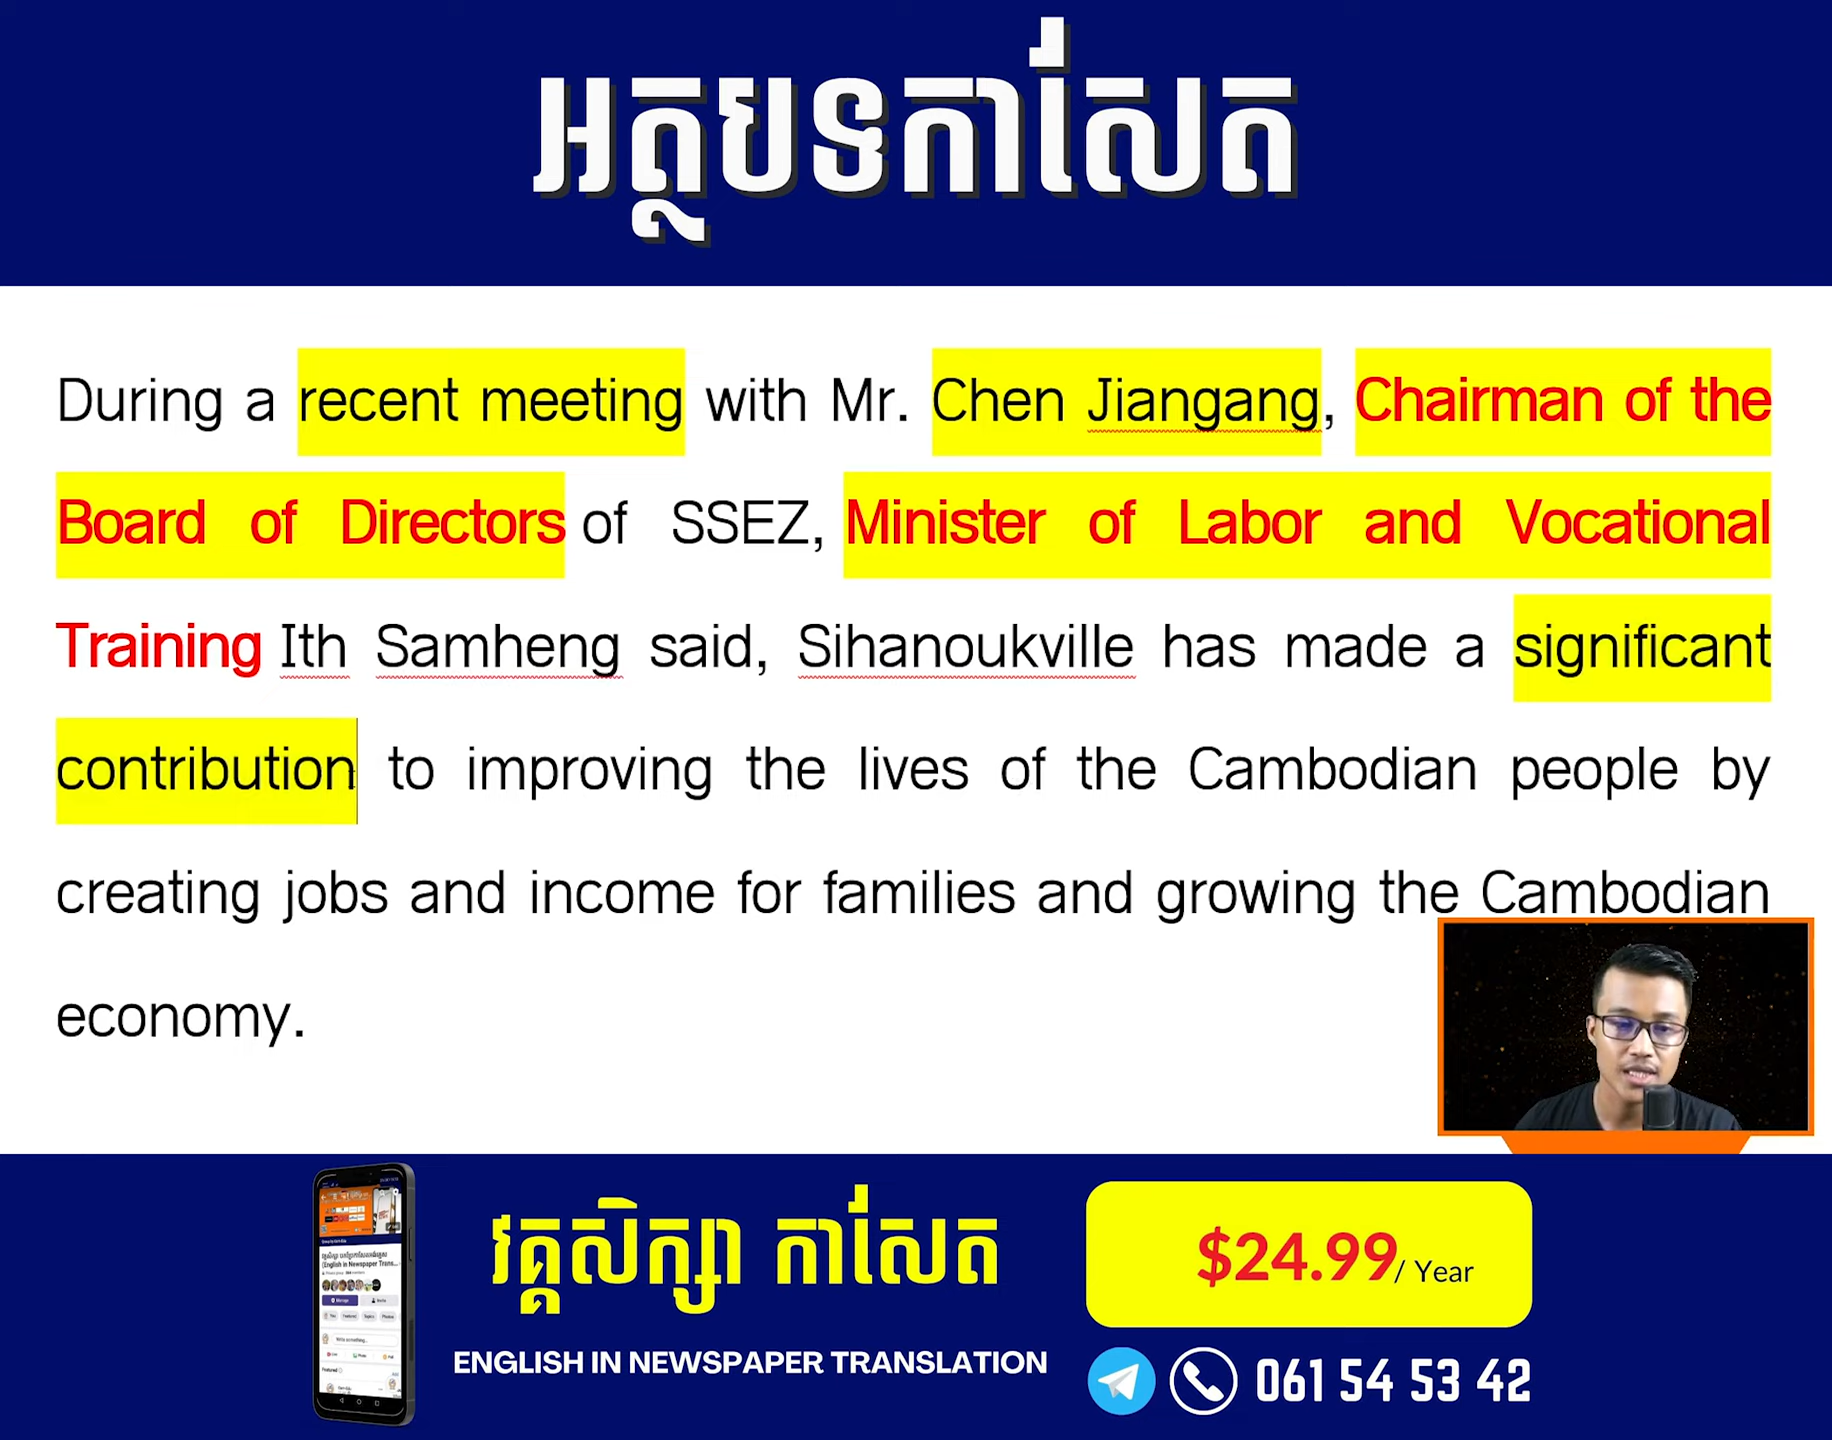 អត្ថបទកាសែត
During a recent meeting with Mr. Chen Jiangang, Chairman of the
Board of Directors of SSEZ, Minister of Labor and Vocational
Training Ith Samheng said, Sihanoukville has made a significant
contribution to improving the lives of the Cambodian people by
creating jobs and income for families and growing the Cambodian
economy.
វគ្គសិក្សា កាសែត
ENGLISH IN NEWSPAPER TRANSLATION
$24.99/ Year
061 54 53 42